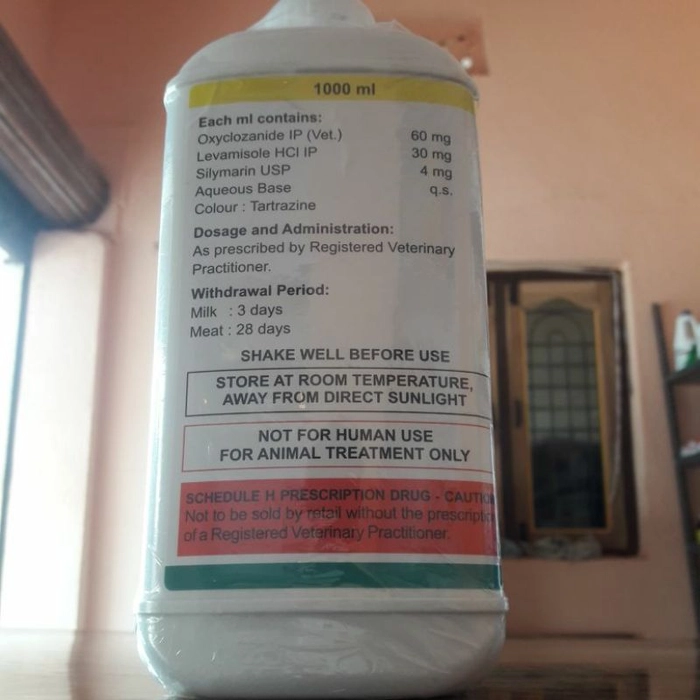 1000 ml
Each ml contains:
Oxyclozanide IP (Vet.) 60 mg
Levamisole HCl IP 30 mg
Silymarin USP 4 mg
Aqueous Base q.s.
Colour : Tartrazine
Dosage and Administration:
As prescribed by Registered Veterinary
Practitioner.
Withdrawal Period:
Milk : 3 days
Meat : 28 days
SHAKE WELL BEFORE USE
STORE AT ROOM TEMPERATURE,
AWAY FROM DIRECT SUNLIGHT
NOT FOR HUMAN USE
FOR ANIMAL TREATMENT ONLY
SCHEDULE H PRESCRIPTION DRUG - CAUTION
Not to be sold by retail without the prescriptio
of a Registered Veterinary Practitioner.